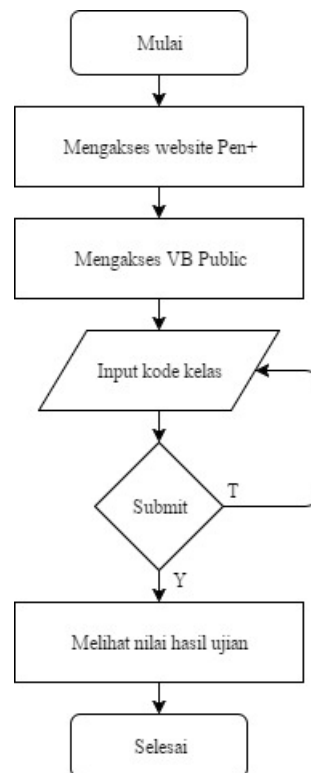 Mulai
Mengakses website Pen+
Mengakses VB Public
Input kode kelas
Submit
T
Y
Melihat nilai hasil ujian
Selesai